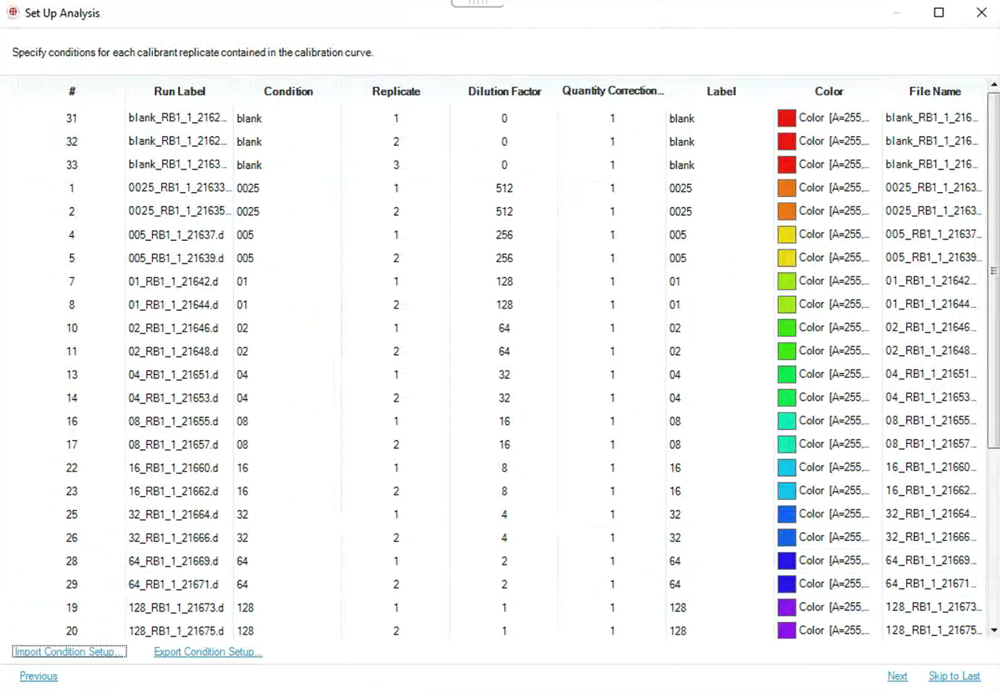 Set Up Analysis
Specify conditions for each calibrant replicate contained in the calibration curve.
# Run Label Condition Replicate Dilution Factor Quantity Correction... Label Color File Name
31 blank_RB1_1_2162... blank 1 0 1 blank Color [A=255,... blank_RB1_1_216...
32 blank_RB1_1_2162... blank 2 0 1 blank Color [A=255,... blank_RB1_1_216...
33 blank_RB1_1_2163... blank 3 0 1 blank Color [A=255,... blank_RB1_1_216...
1 0025_RB1_1_21633... 0025 1 512 1 0025 Color [A=255,... 0025_RB1_1_2163...
2 0025_RB1_1_21635... 0025 2 512 1 0025 Color [A=255,... 0025_RB1_1_2163...
4 005_RB1_1_21637.d 005 1 256 1 005 Color [A=255,... 005_RB1_1_21637...
5 005_RB1_1_21639.d 005 2 256 1 005 Color [A=255,... 005_RB1_1_21639...
7 01_RB1_1_21642.d 01 1 128 1 01 Color [A=255,... 01_RB1_1_21642...
8 01_RB1_1_21644.d 01 2 128 1 01 Color [A=255,... 01_RB1_1_21644...
10 02_RB1_1_21646.d 02 1 64 1 02 Color [A=255,... 02_RB1_1_21646...
11 02_RB1_1_21648.d 02 2 64 1 02 Color [A=255,... 02_RB1_1_21648...
13 04_RB1_1_21651.d 04 1 32 1 04 Color [A=255,... 04_RB1_1_21651...
14 04_RB1_1_21653.d 04 2 32 1 04 Color [A=255,... 04_RB1_1_21653...
16 08_RB1_1_21655.d 08 1 16 1 08 Color [A=255,... 08_RB1_1_21655...
17 08_RB1_1_21657.d 08 2 16 1 08 Color [A=255,... 08_RB1_1_21657...
22 16_RB1_1_21660.d 16 1 8 1 16 Color [A=255,... 16_RB1_1_21660...
23 16_RB1_1_21662.d 16 2 8 1 16 Color [A=255,... 16_RB1_1_21662...
25 32_RB1_1_21664.d 32 1 4 1 32 Color [A=255,... 32_RB1_1_21664...
26 32_RB1_1_21666.d 32 2 4 1 32 Color [A=255,... 32_RB1_1_21666...
28 64_RB1_1_21669.d 64 1 2 1 64 Color [A=255,... 64_RB1_1_21669...
29 64_RB1_1_21671.d 64 2 2 1 64 Color [A=255,... 64_RB1_1_21671...
19 128_RB1_1_21673.d 128 1 1 1 128 Color [A=255,... 128_RB1_1_21673...
20 128_RB1_1_21675.d 128 2 1 1 128 Color [A=255,... 128_RB1_1_21675...
Import Condition Setup... Export Condition Setup...
Previous Next Skip to Last